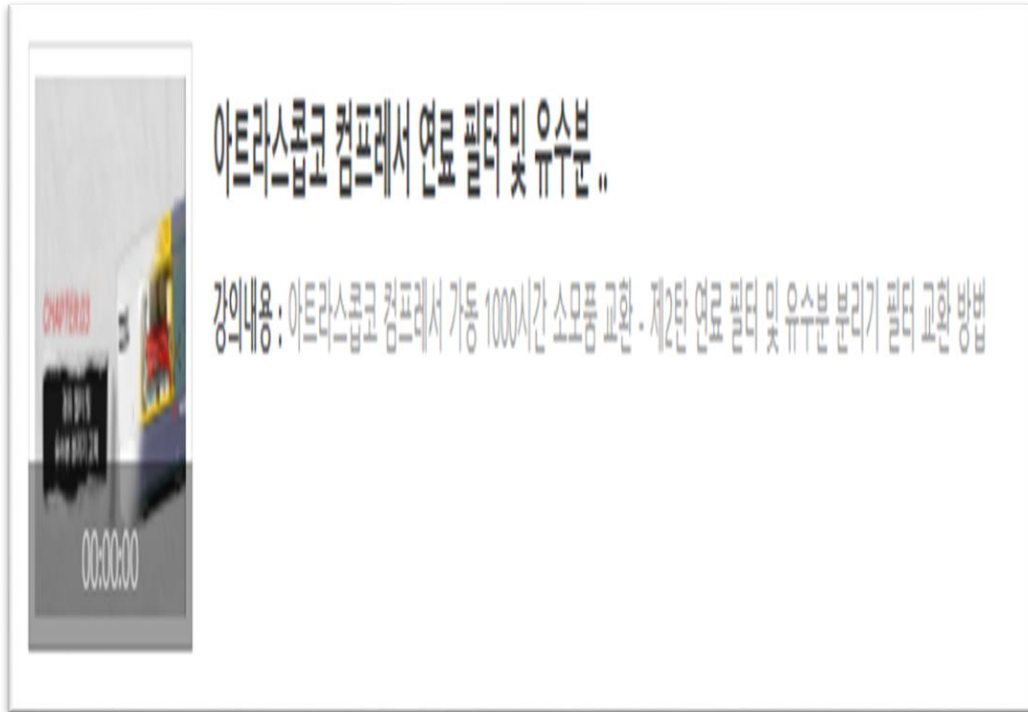 아트라스콥코 컴프레서 연료 필터 및 유수분 ..
강의내용 : 아트라스콥코 컴프레서 가동 1000시간 소모품 교환 - 제2탄 연료 필터 및 유수분 분리기 필터 교환 방법
CHAPTER.03
00:00:00